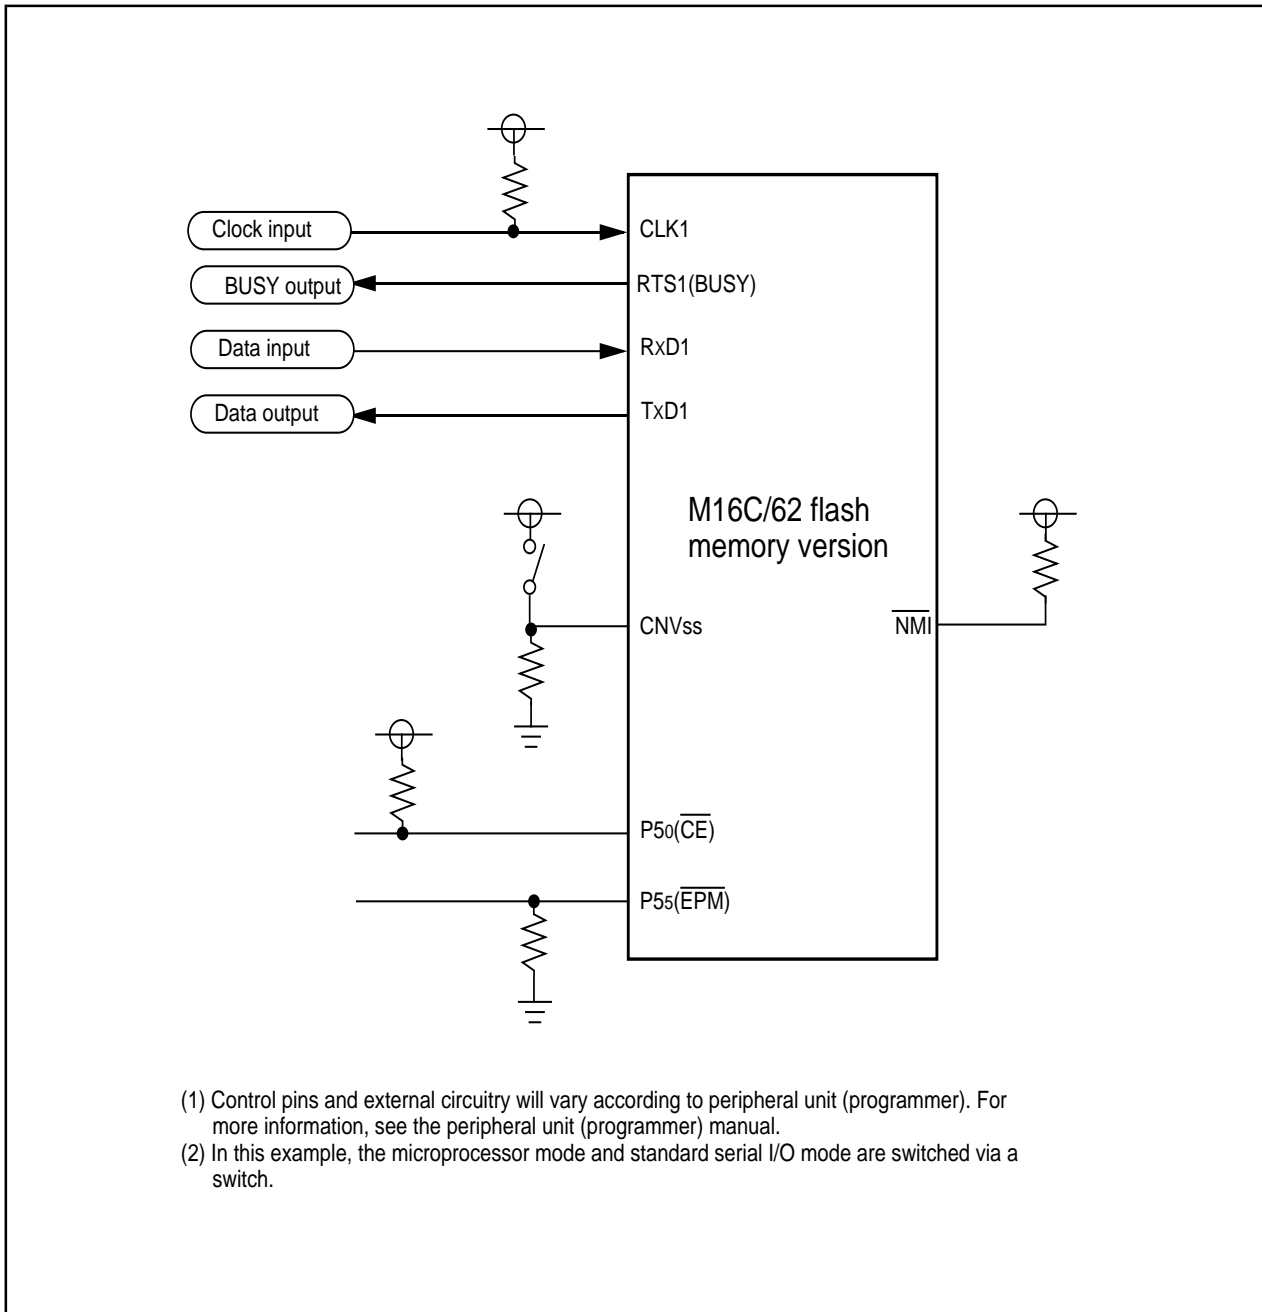 Clock input
CLK1
BUSY output
RTS1(BUSY)
Data input
RxD1
Data output
TxD1
M16C/62 flash
memory version
CNVss
NMI
P50(CE)
P55(EPM)
(1) Control pins and external circuitry will vary according to peripheral unit (programmer). For
more information, see the peripheral unit (programmer) manual.
(2) In this example, the microprocessor mode and standard serial I/O mode are switched via a
switch.